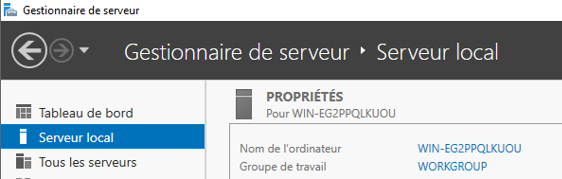 Gestionnaire de serveur
Gestionnaire de serveur ‣ Serveur local
Tableau de bord
Serveur local
Tous les serveurs
PROPRIÉTÉS
Pour WIN-EG2PPQLKUOU
Nom de l'ordinateur WIN-EG2PPQLKUOU
Groupe de travail WORKGROUP